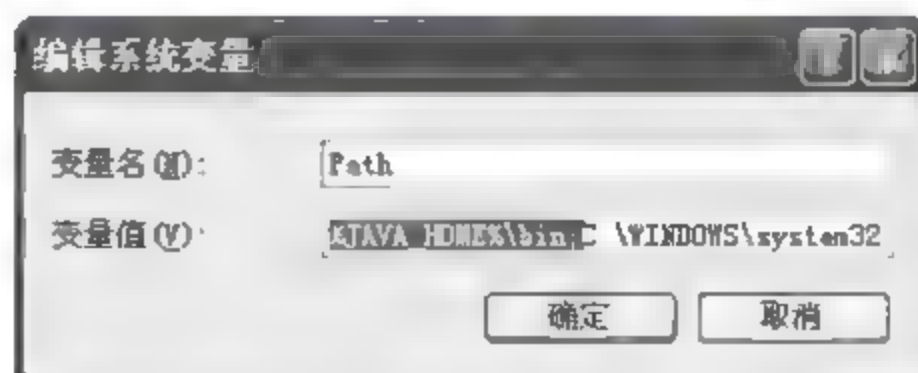 编辑系统变量
变量名(N):
Path
变量值(V):
%JAVA_HOME%\bin;C:\WINDOWS\system32
确定
取消